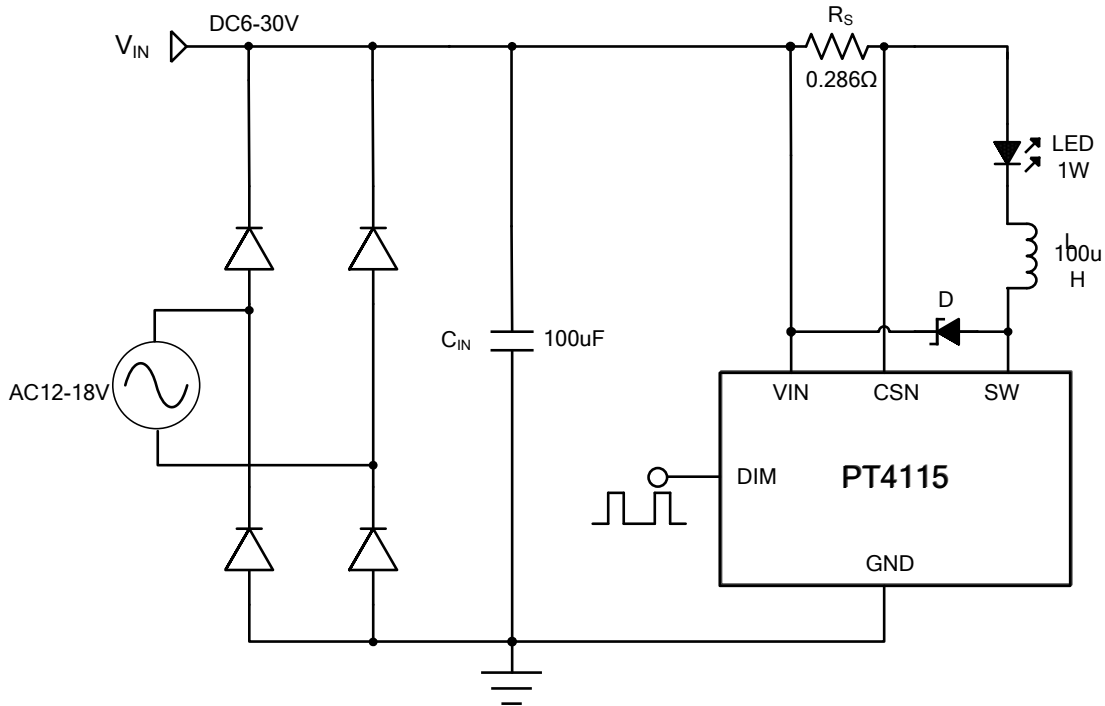 DC6-30V
VIN
RS
0.286Ω
LED
1W
L
100u
H
D
CIN
100uF
AC12-18V
VIN
CSN
SW
DIM
PT4115
GND